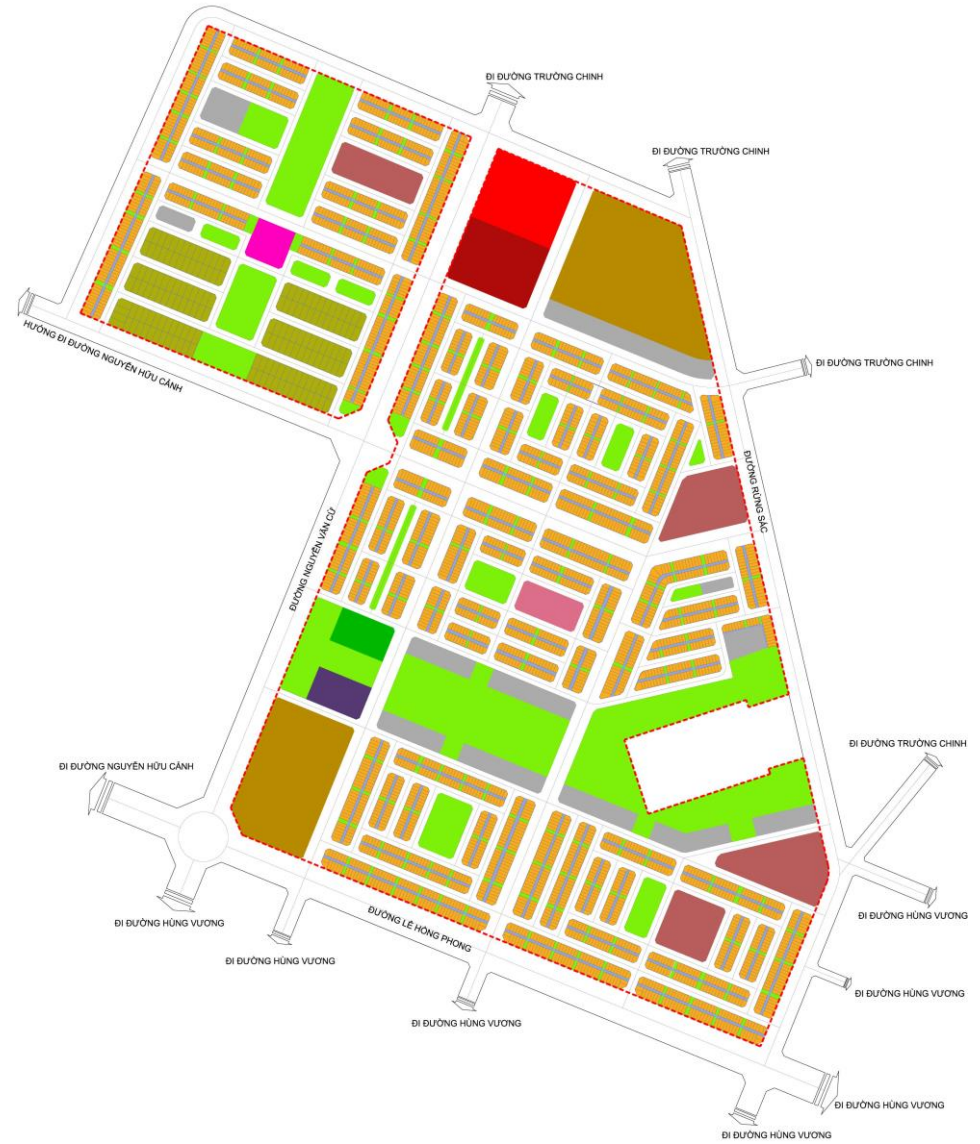 ĐI ĐƯỜNG TRƯỜNG CHINH
ĐI ĐƯỜNG TRƯỜNG CHINH
HƯỚNG ĐI ĐƯỜNG NGUYỄN HỮU CẢNH
ĐI ĐƯỜNG TRƯỜNG CHINH
ĐƯỜNG RỪNG SÁC
ĐƯỜNG NGUYỄN VĂN CỪ
ĐI ĐƯỜNG TRƯỜNG CHINH
ĐI ĐƯỜNG NGUYỄN HỮU CẢNH
ĐI ĐƯỜNG HÙNG VƯƠNG
ĐI ĐƯỜNG HÙNG VƯƠNG
ĐƯỜNG LÊ HỒNG PHONG
ĐI ĐƯỜNG HÙNG VƯƠNG
ĐI ĐƯỜNG HÙNG VƯƠNG
ĐI ĐƯỜNG HÙNG VƯƠNG
ĐI ĐƯỜNG HÙNG VƯƠNG
ĐI ĐƯỜNG HÙNG VƯƠNG